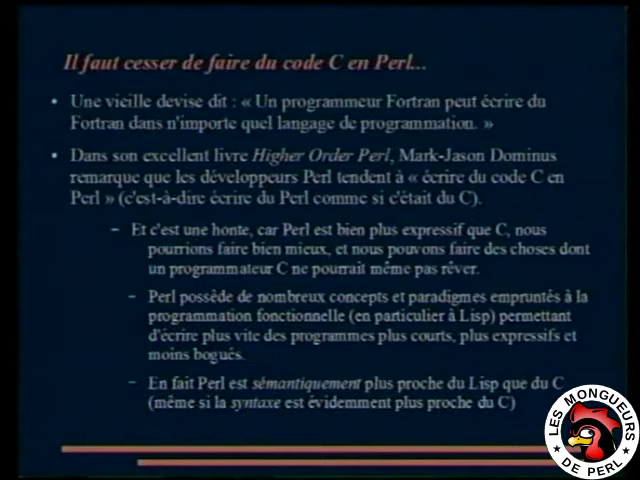 Il faut cesser de faire du code C en Perl...
• Une vieille devise dit : « Un programmeur Fortran peut écrire du
Fortran dans n'importe quel langage de programmation. »
• Dans son excellent livre Higher Order Perl, Mark-Jason Dominus
remarque que les développeurs Perl tendent à « écrire du code C en
Perl » (c'est-à-dire écrire du Perl comme si c'était du C).
– Et c'est une honte, car Perl est bien plus expressif que C, nous
pourrions faire bien mieux, et nous pouvons faire des choses dont
un programmateur C ne pourrait même pas rêver.
– Perl possède de nombreux concepts et paradigmes empruntés à la
programmation fonctionnelle (en particulier à Lisp) permettant
d'écrire plus vite des programmes plus courts, plus expressifs et
moins bogués.
– En fait Perl est sémantiquement plus proche du Lisp que du C
(même si la syntaxe est évidemment plus proche du C)
LES MONGUEURS
DE PERL